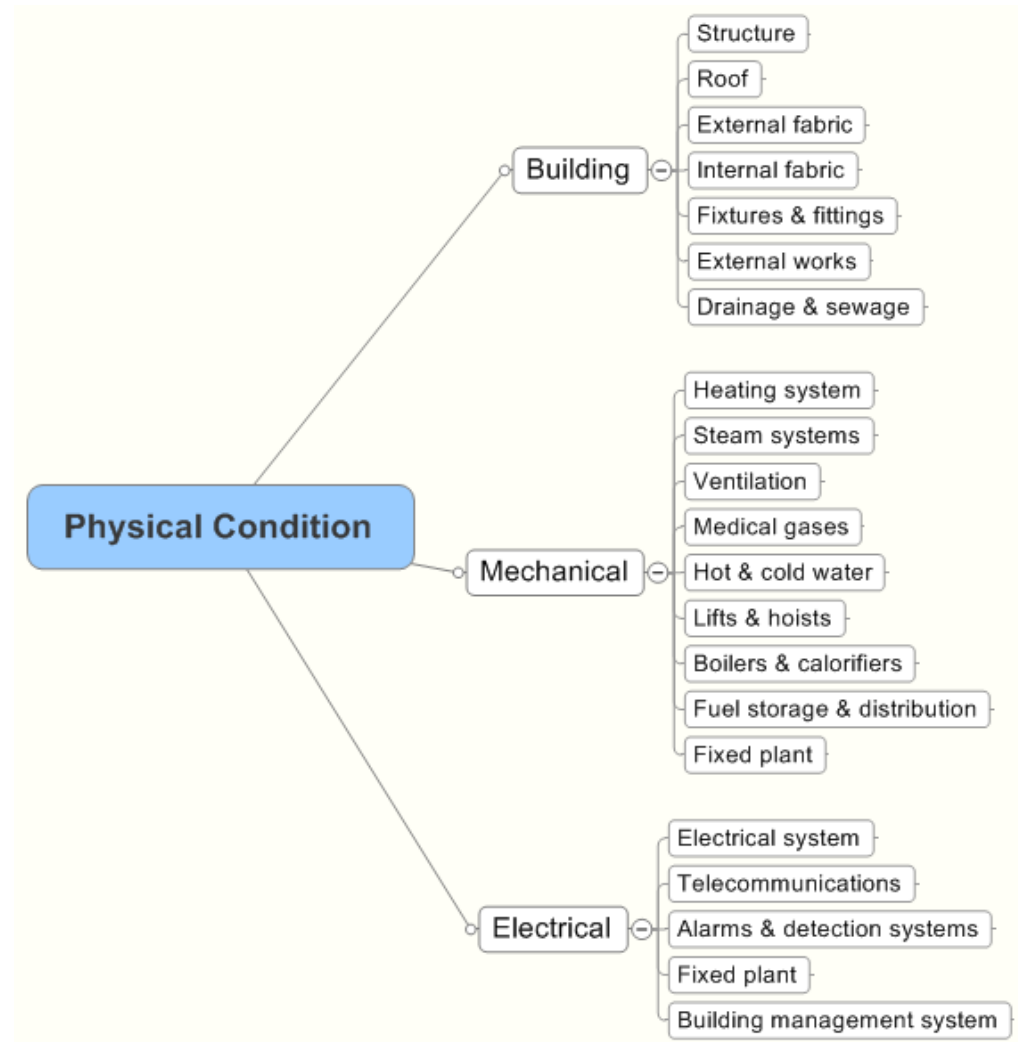 Physical Condition
Building
Structure
Roof
External fabric
Internal fabric
Fixtures & fittings
External works
Drainage & sewage
Mechanical
Heating system
Steam systems
Ventilation
Medical gases
Hot & cold water
Lifts & hoists
Boilers & calorifiers
Fuel storage & distribution
Fixed plant
Electrical
Electrical system
Telecommunications
Alarms & detection systems
Fixed plant
Building management system